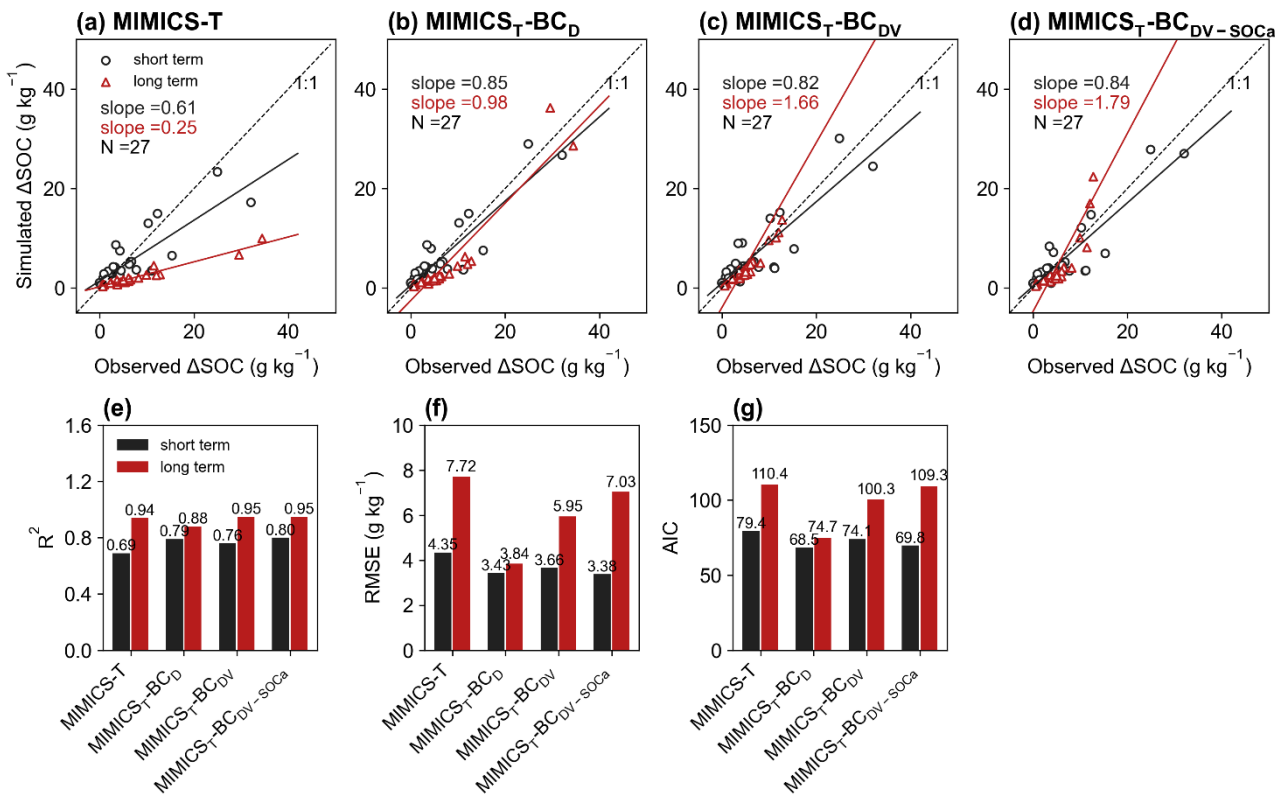 (a) MIMICS-T
(b) MIMICS_T-BC_D
(c) MIMICS_T-BC_DV
(d) MIMICS_T-BC_DV−SOCa
Simulated ΔSOC (g kg⁻¹)
40
20
0
short term
long term
slope =0.61
slope =0.25
N =27
1:1
0 20 40
Observed ΔSOC (g kg⁻¹)
40
20
0
slope =0.85
slope =0.98
N =27
1:1
0 20 40
Observed ΔSOC (g kg⁻¹)
40
20
0
slope =0.82
slope =1.66
N =27
1:1
0 20 40
Observed ΔSOC (g kg⁻¹)
40
20
0
slope =0.84
slope =1.79
N =27
1:1
0 20 40
Observed ΔSOC (g kg⁻¹)
(e)
R²
1.6
1.2
0.8
0.4
0.0
short term
long term
0.69 0.94 0.79 0.88 0.76 0.95 0.80 0.95
MIMICS-T
MIMICS_T-BC_D
MIMICS_T-BC_DV
MIMICS_T-BC_DV−SOCa
(f)
RMSE (g kg⁻¹)
10
8
6
4
2
0
4.35 7.72 3.43 3.84 3.66 5.95 3.38 7.03
MIMICS-T
MIMICS_T-BC_D
MIMICS_T-BC_DV
MIMICS_T-BC_DV−SOCa
(g)
AIC
150
100
50
0
79.4 110.4 68.5 74.7 74.1 100.3 69.8 109.3
MIMICS-T
MIMICS_T-BC_D
MIMICS_T-BC_DV
MIMICS_T-BC_DV−SOCa